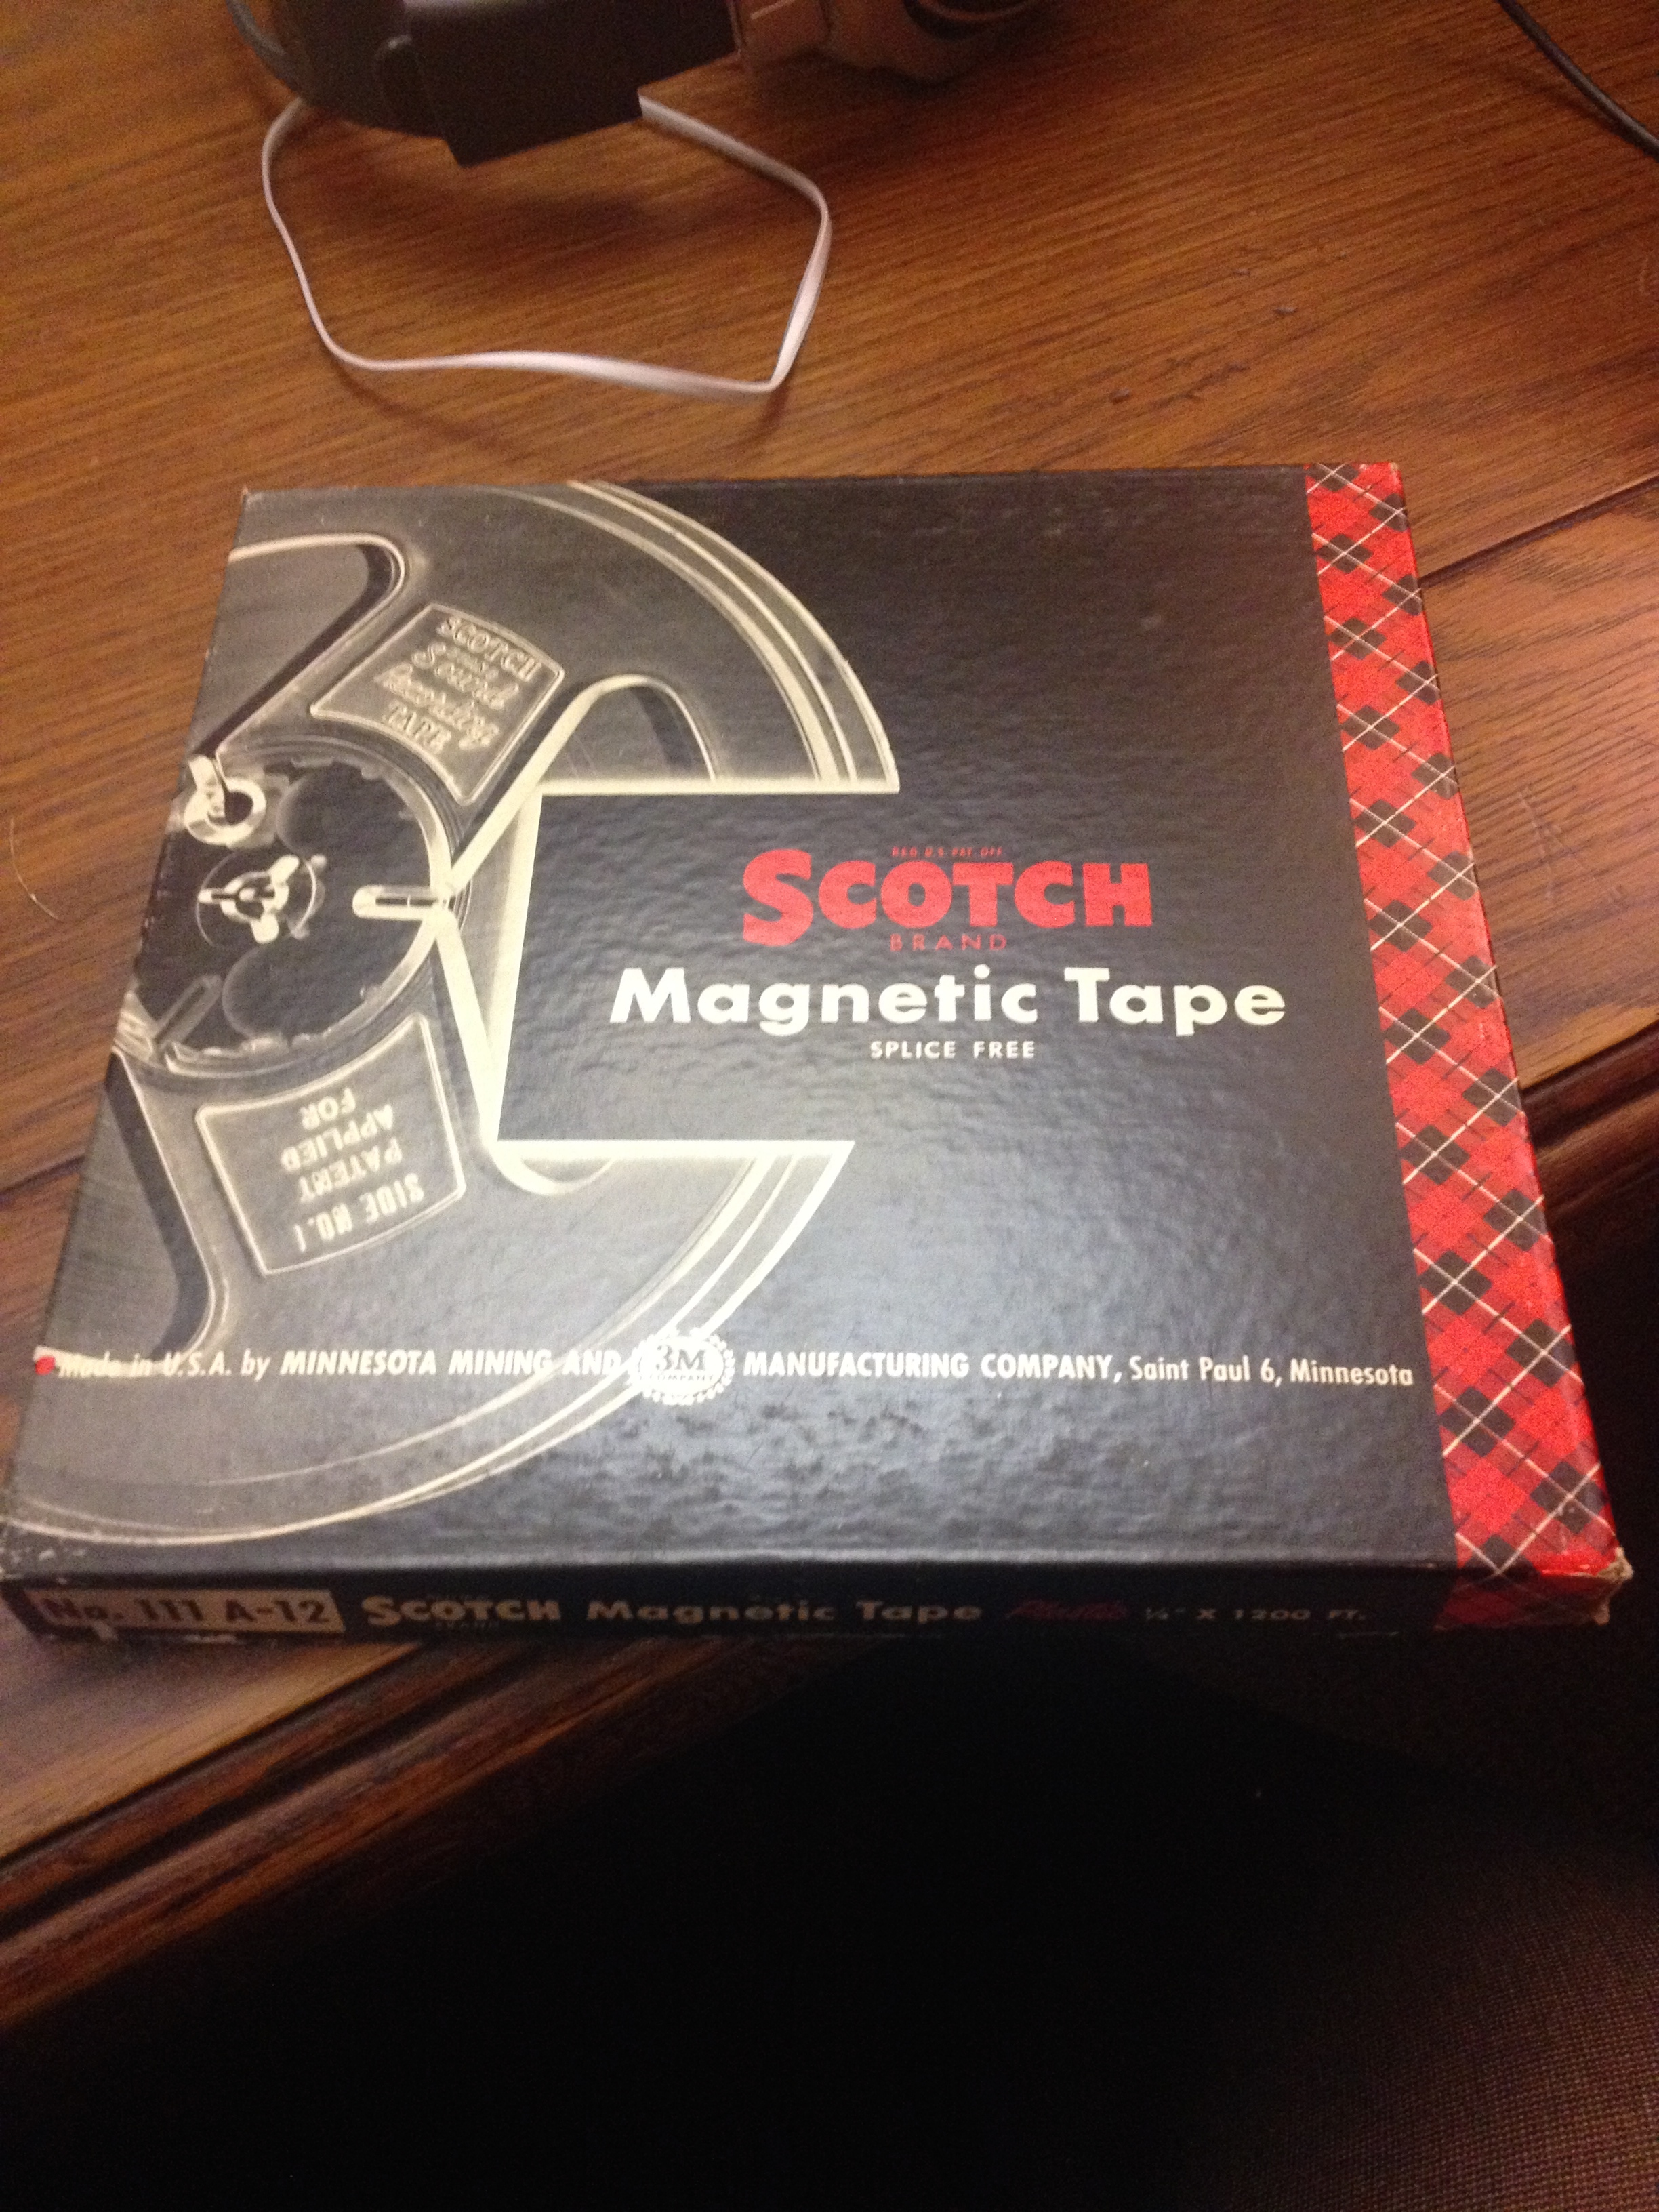 SCOTCH
Sound
Recording
TAPE
REG. U.S. PAT. OFF.
SCOTCH
BRAND
Magnetic Tape
SPLICE FREE
SIDE NO. 1
PATENT
APPLIED
FOR
Made in U.S.A. by MINNESOTA MINING AND 3M COMPANY MANUFACTURING COMPANY, Saint Paul 6, Minnesota
No. 111 A-12 SCOTCH BRAND Magnetic Tape Plastic ¼" X 1200 FT.